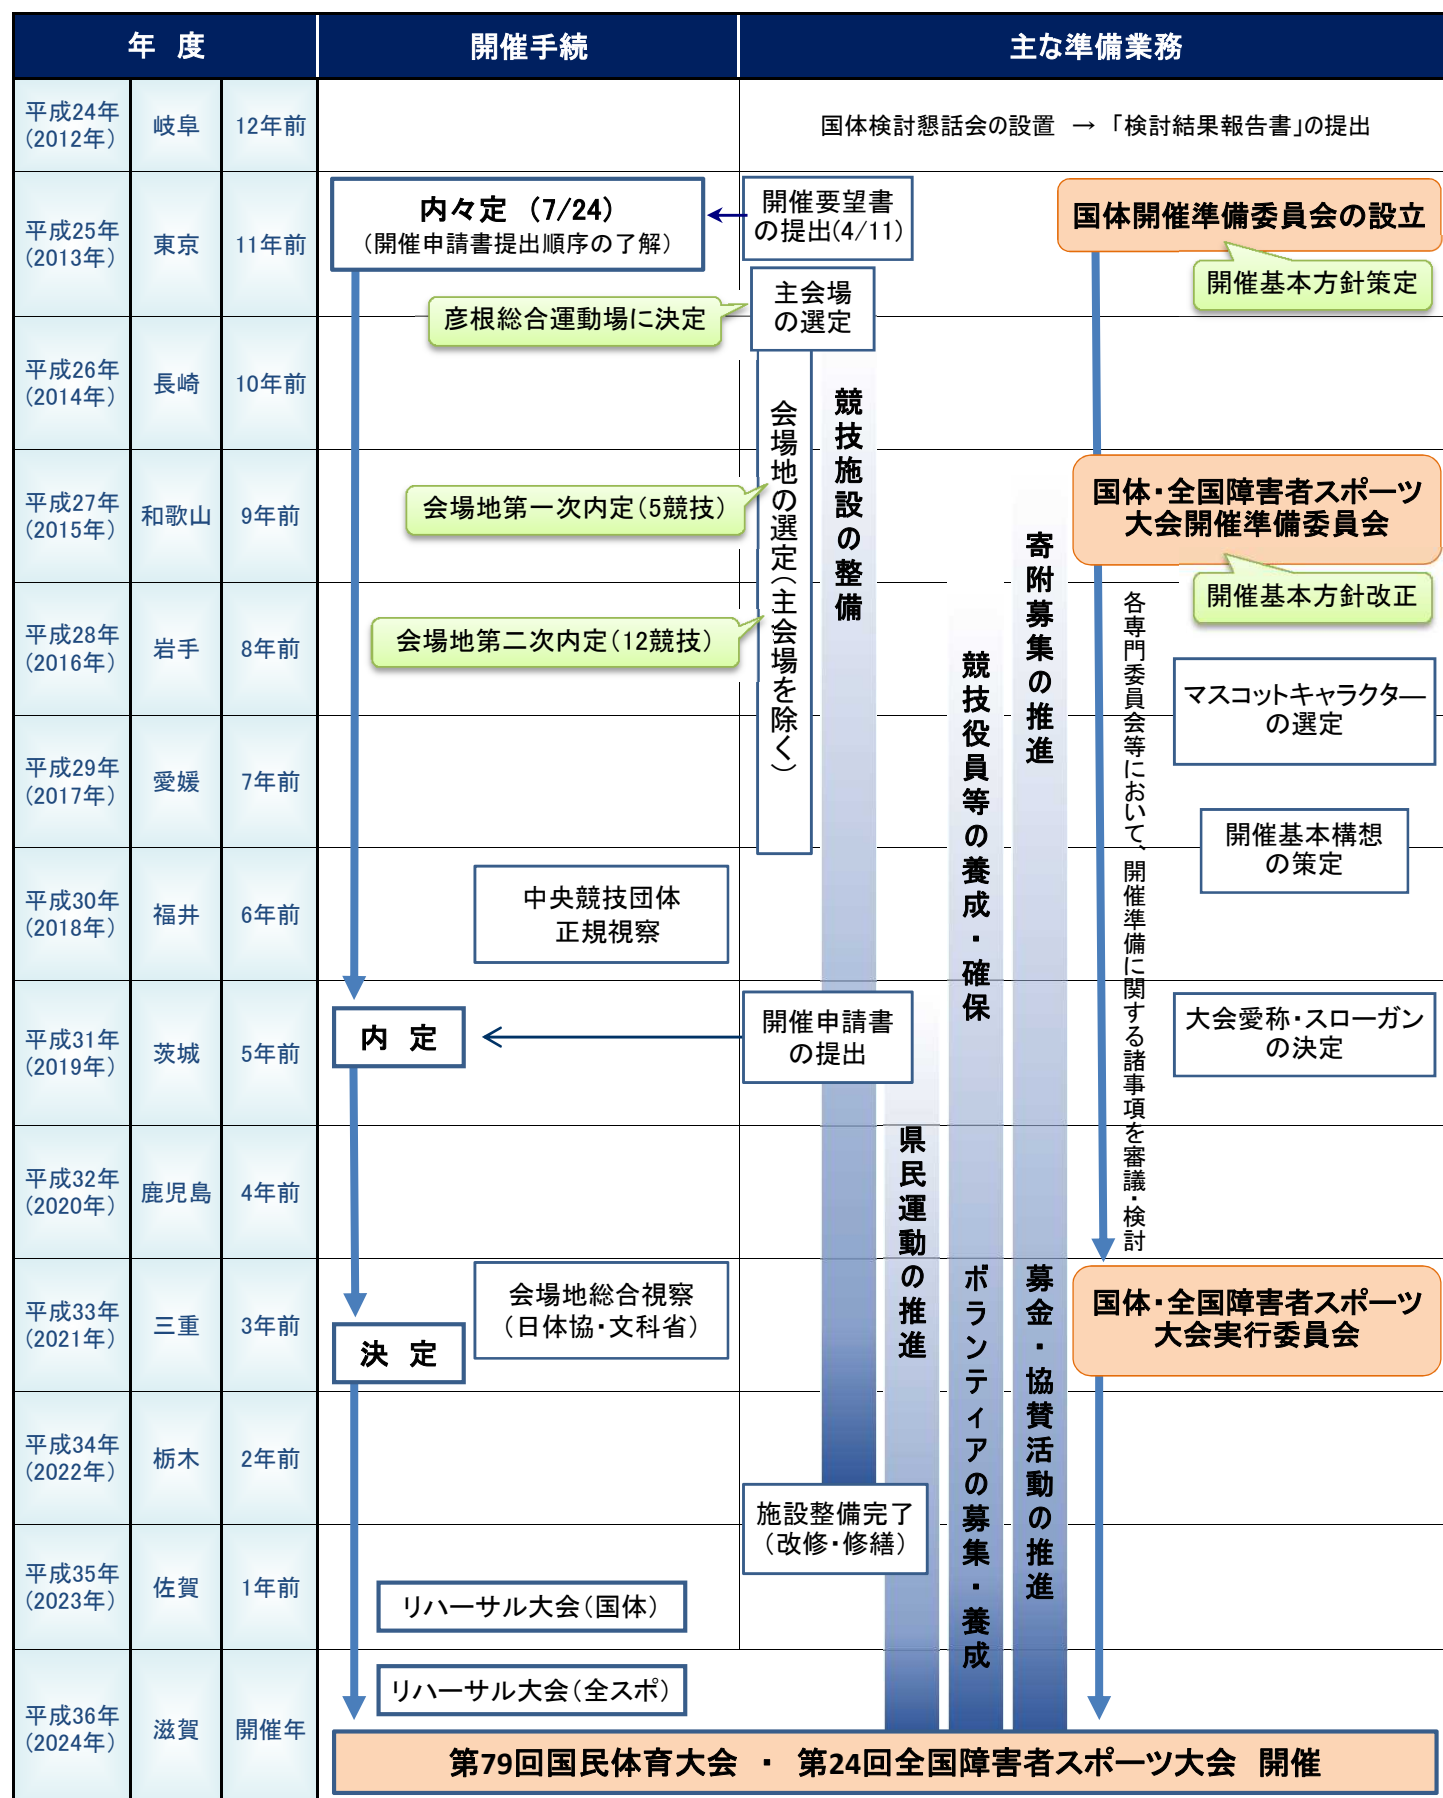 年 度
開催手続
主な準備業務
平成24年
(2012年)
岐阜
12年前
国体検討懇話会の設置 → 「検討結果報告書」の提出
平成25年
(2013年)
東京
11年前
内々定 (7/24)
(開催申請書提出順序の了解)
開催要望書
の提出(4/11)
国体開催準備委員会の設立
開催基本方針策定
主会場
の選定
彦根総合運動場に決定
平成26年
(2014年)
長崎
10年前
会場地の選定(主会場を除く)
競技施設の整備
平成27年
(2015年)
和歌山
9年前
会場地第一次内定(5競技)
国体・全国障害者スポーツ
大会開催準備委員会
開催基本方針改正
寄附募集の推進
平成28年
(2016年)
岩手
8年前
会場地第二次内定(12競技)
競技役員等の養成・確保
各専門委員会等において、開催準備に関する諸事項を審議・検討
マスコットキャラクター
の選定
平成29年
(2017年)
愛媛
7年前
開催基本構想
の策定
平成30年
(2018年)
福井
6年前
中央競技団体
正規視察
平成31年
(2019年)
茨城
5年前
内 定
開催申請書
の提出
大会愛称・スローガン
の決定
平成32年
(2020年)
鹿児島
4年前
県民運動の推進
平成33年
(2021年)
三重
3年前
決 定
会場地総合視察
(日体協・文科省)
ボランティアの募集・養成
募金・協賛活動の推進
国体・全国障害者スポーツ
大会実行委員会
平成34年
(2022年)
栃木
2年前
施設整備完了
(改修・修繕)
平成35年
(2023年)
佐賀
1年前
リハーサル大会(国体)
平成36年
(2024年)
滋賀
開催年
リハーサル大会(全スポ)
第79回国民体育大会 ・ 第24回全国障害者スポーツ大会 開催